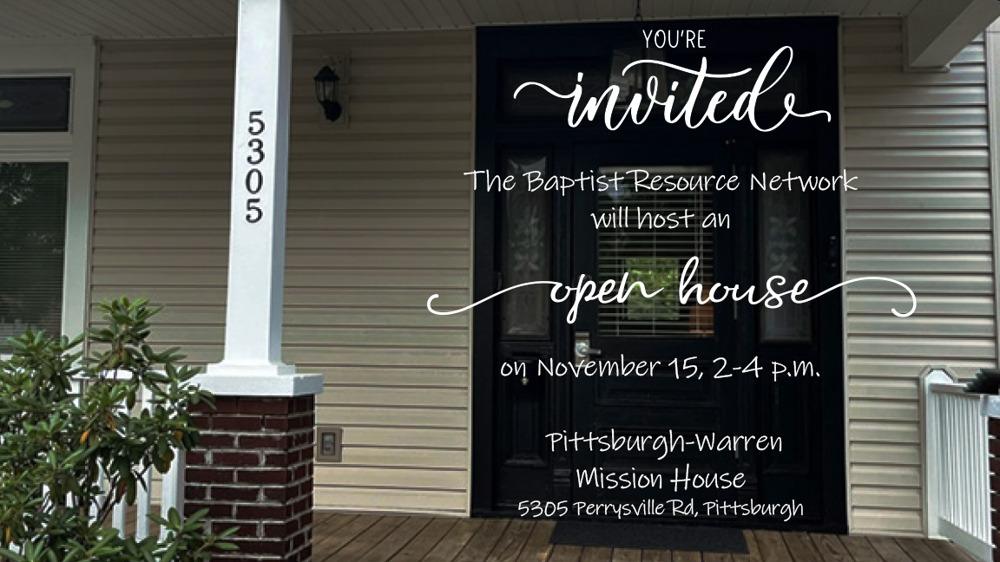 5305
YOU'RE
invited
The Baptist Resource Network
will host an
open house
on November 15, 2-4 p.m.
Pittsburgh-Warren
Mission House
5305 Perrysville Rd, Pittsburgh